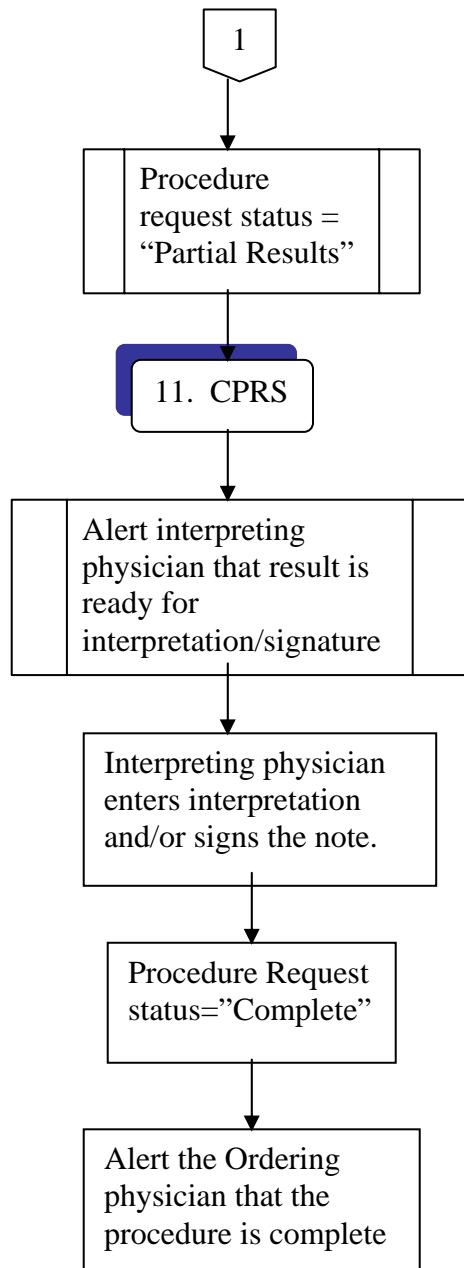 1
Procedure
request status =
“Partial Results”
11. CPRS
Alert interpreting
physician that result is
ready for
interpretation/signature
Interpreting physician
enters interpretation
and/or signs the note.
Procedure Request
status=”Complete”
Alert the Ordering
physician that the
procedure is complete